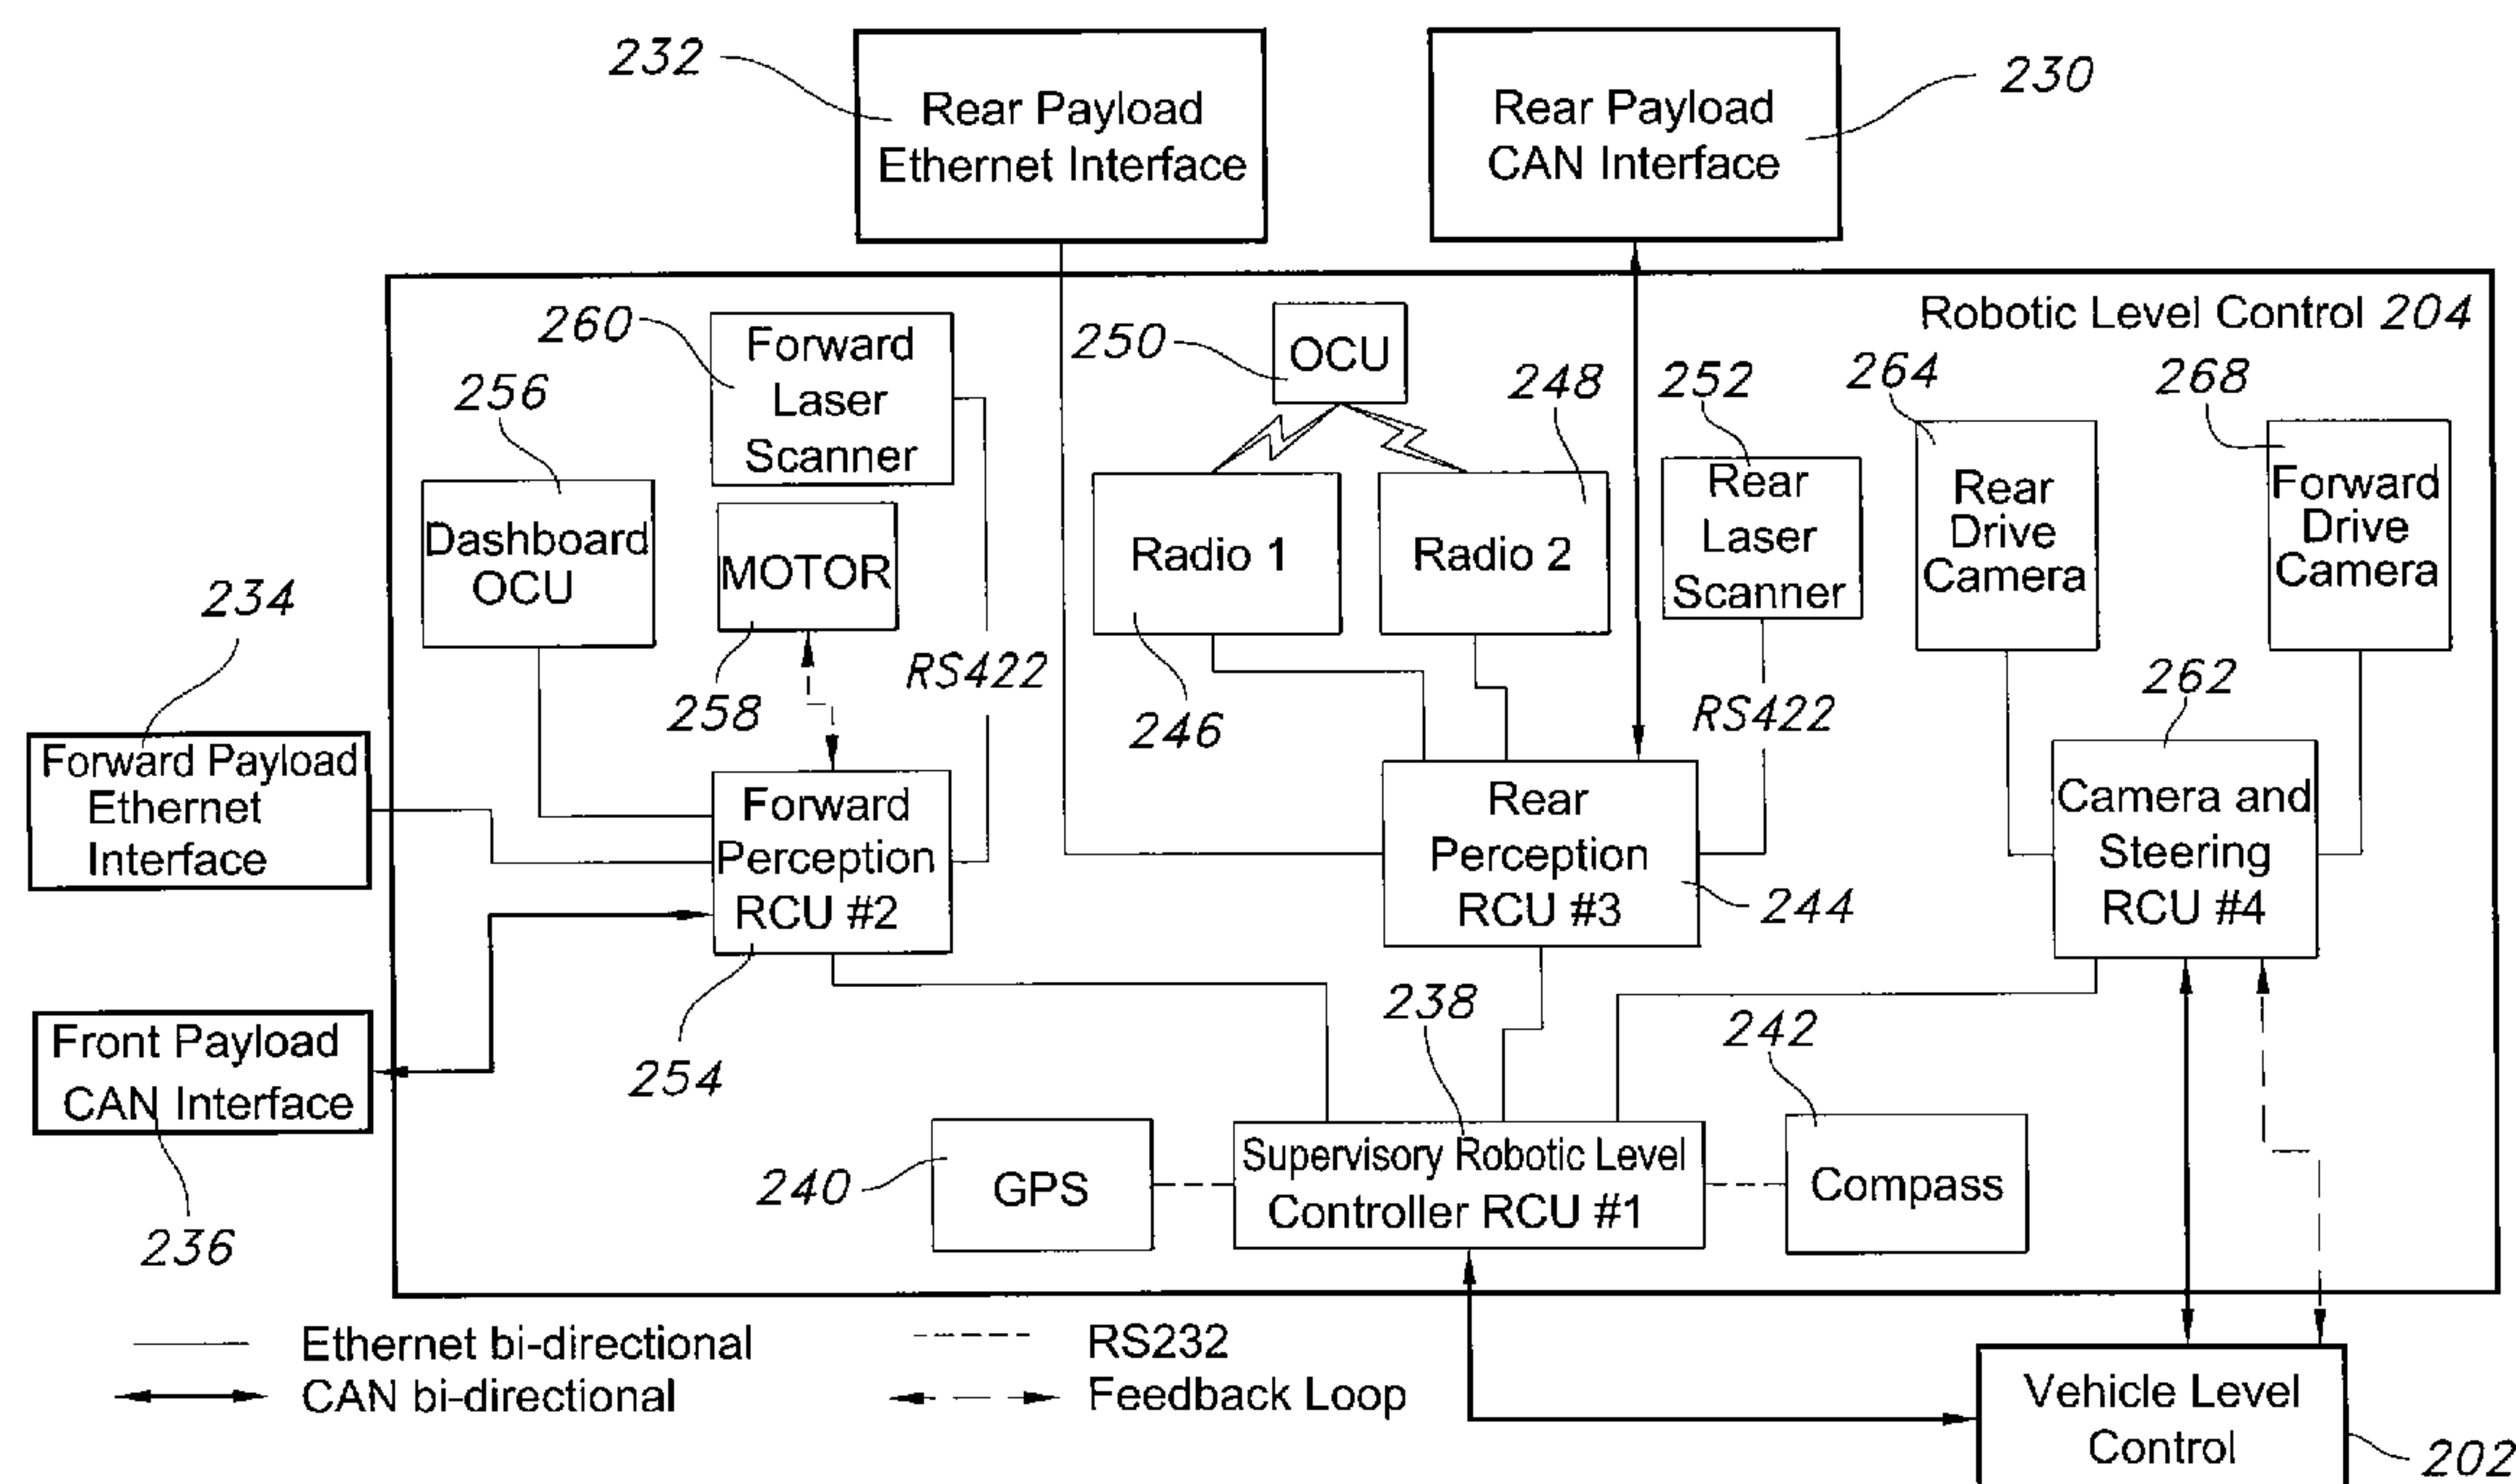 232
Rear Payload
Ethernet Interface
Rear Payload
CAN Interface
230
Robotic Level Control 204
260
Forward
Laser
Scanner
250
OCU
248
252
264
268
256
Dashboard
OCU
MOTOR
258
RS422
Radio 1
246
Radio 2
Rear
Laser
Scanner
RS422
Rear
Drive
Camera
Forward
Drive
Camera
262
234
Forward Payload
Ethernet
Interface
Forward
Perception
RCU #2
254
Rear
Perception
RCU #3
244
Camera and
Steering
RCU #4
Front Payload
CAN Interface
236
238
242
240
GPS
Supervisory Robotic Level
Controller RCU #1
Compass
Ethernet bi-directional
CAN bi-directional
RS232
Feedback Loop
Vehicle Level
Control
202